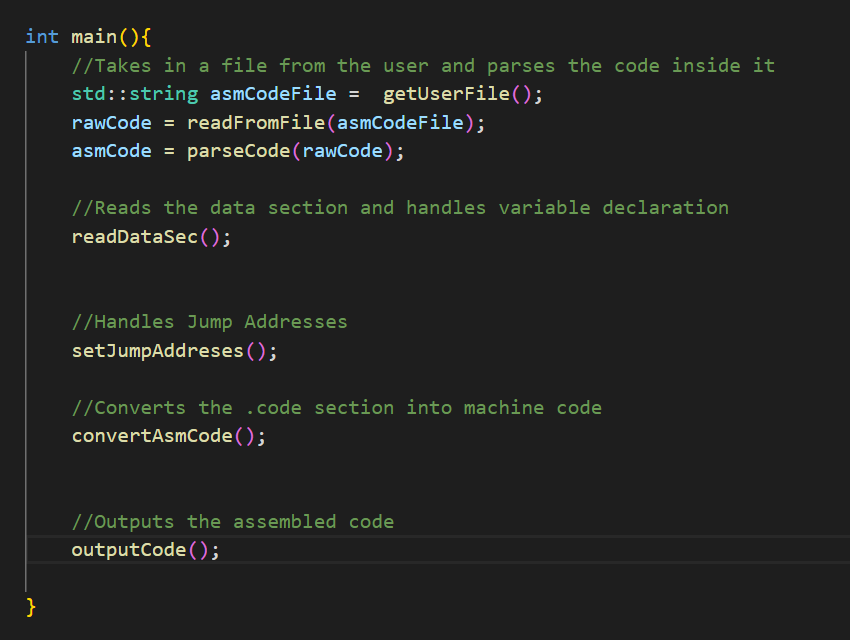 int main(){
//Takes in a file from the user and parses the code inside it
std::string asmCodeFile =  getUserFile();
rawCode = readFromFile(asmCodeFile);
asmCode = parseCode(rawCode);
//Reads the data section and handles variable declaration
readDataSec();
//Handles Jump Addresses
setJumpAddreses();
//Converts the .code section into machine code
convertAsmCode();
//Outputs the assembled code
outputCode();
}